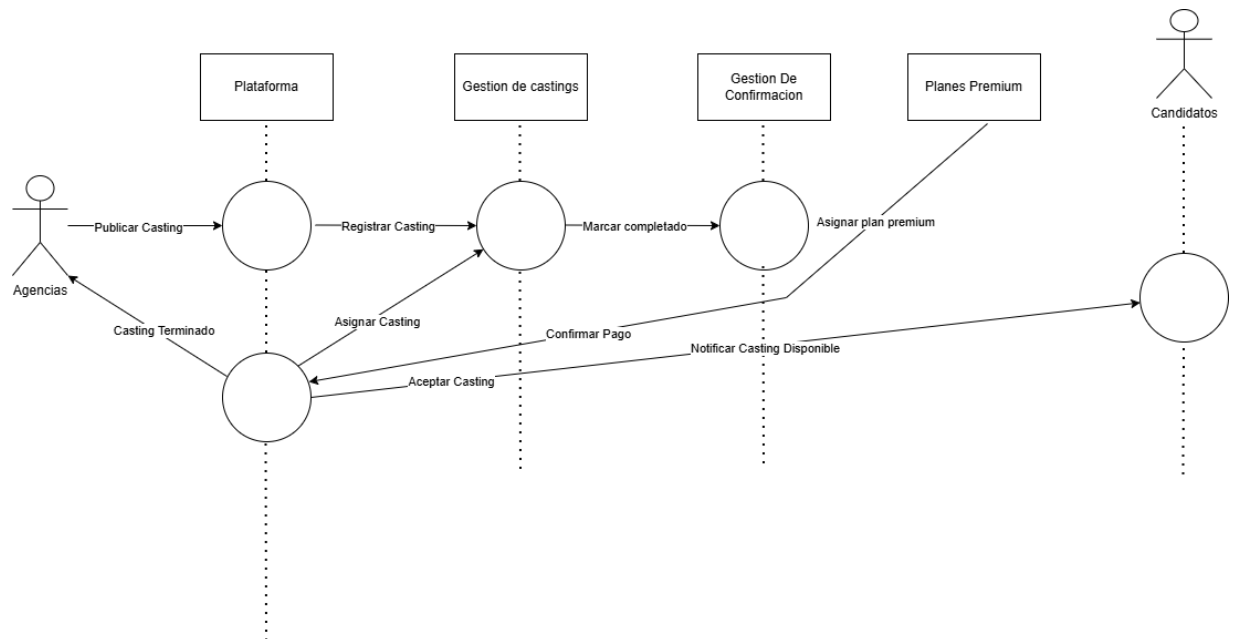 Plataforma
Gestion de castings
Gestion De
Confirmacion
Planes Premium
Candidatos
Publicar Casting
Registrar Casting
Marcar completado
Asignar plan premium
Agencias
Casting Terminado
Asignar Casting
Confirmar Pago
Notificar Casting Disponible
Aceptar Casting